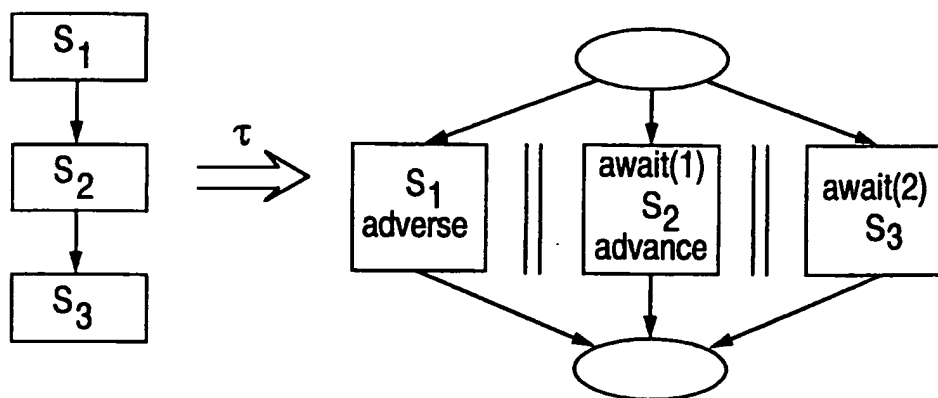 S1
S2
S3
τ
S1
adverse
await(1)
S2
advance
await(2)
S3